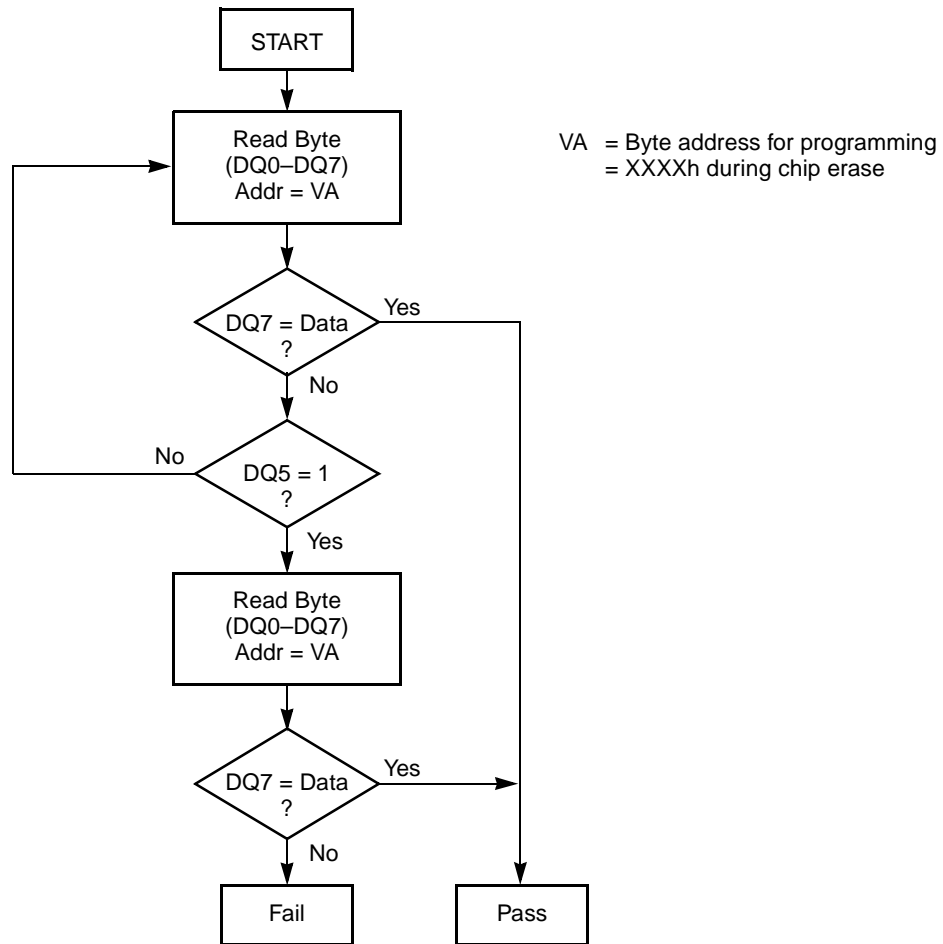 START
Read Byte
(DQ0–DQ7)
Addr = VA
VA = Byte address for programming
= XXXXh during chip erase
DQ7 = Data
?
Yes
No
DQ5 = 1
?
No
Yes
Read Byte
(DQ0–DQ7)
Addr = VA
DQ7 = Data
?
Yes
No
Fail
Pass